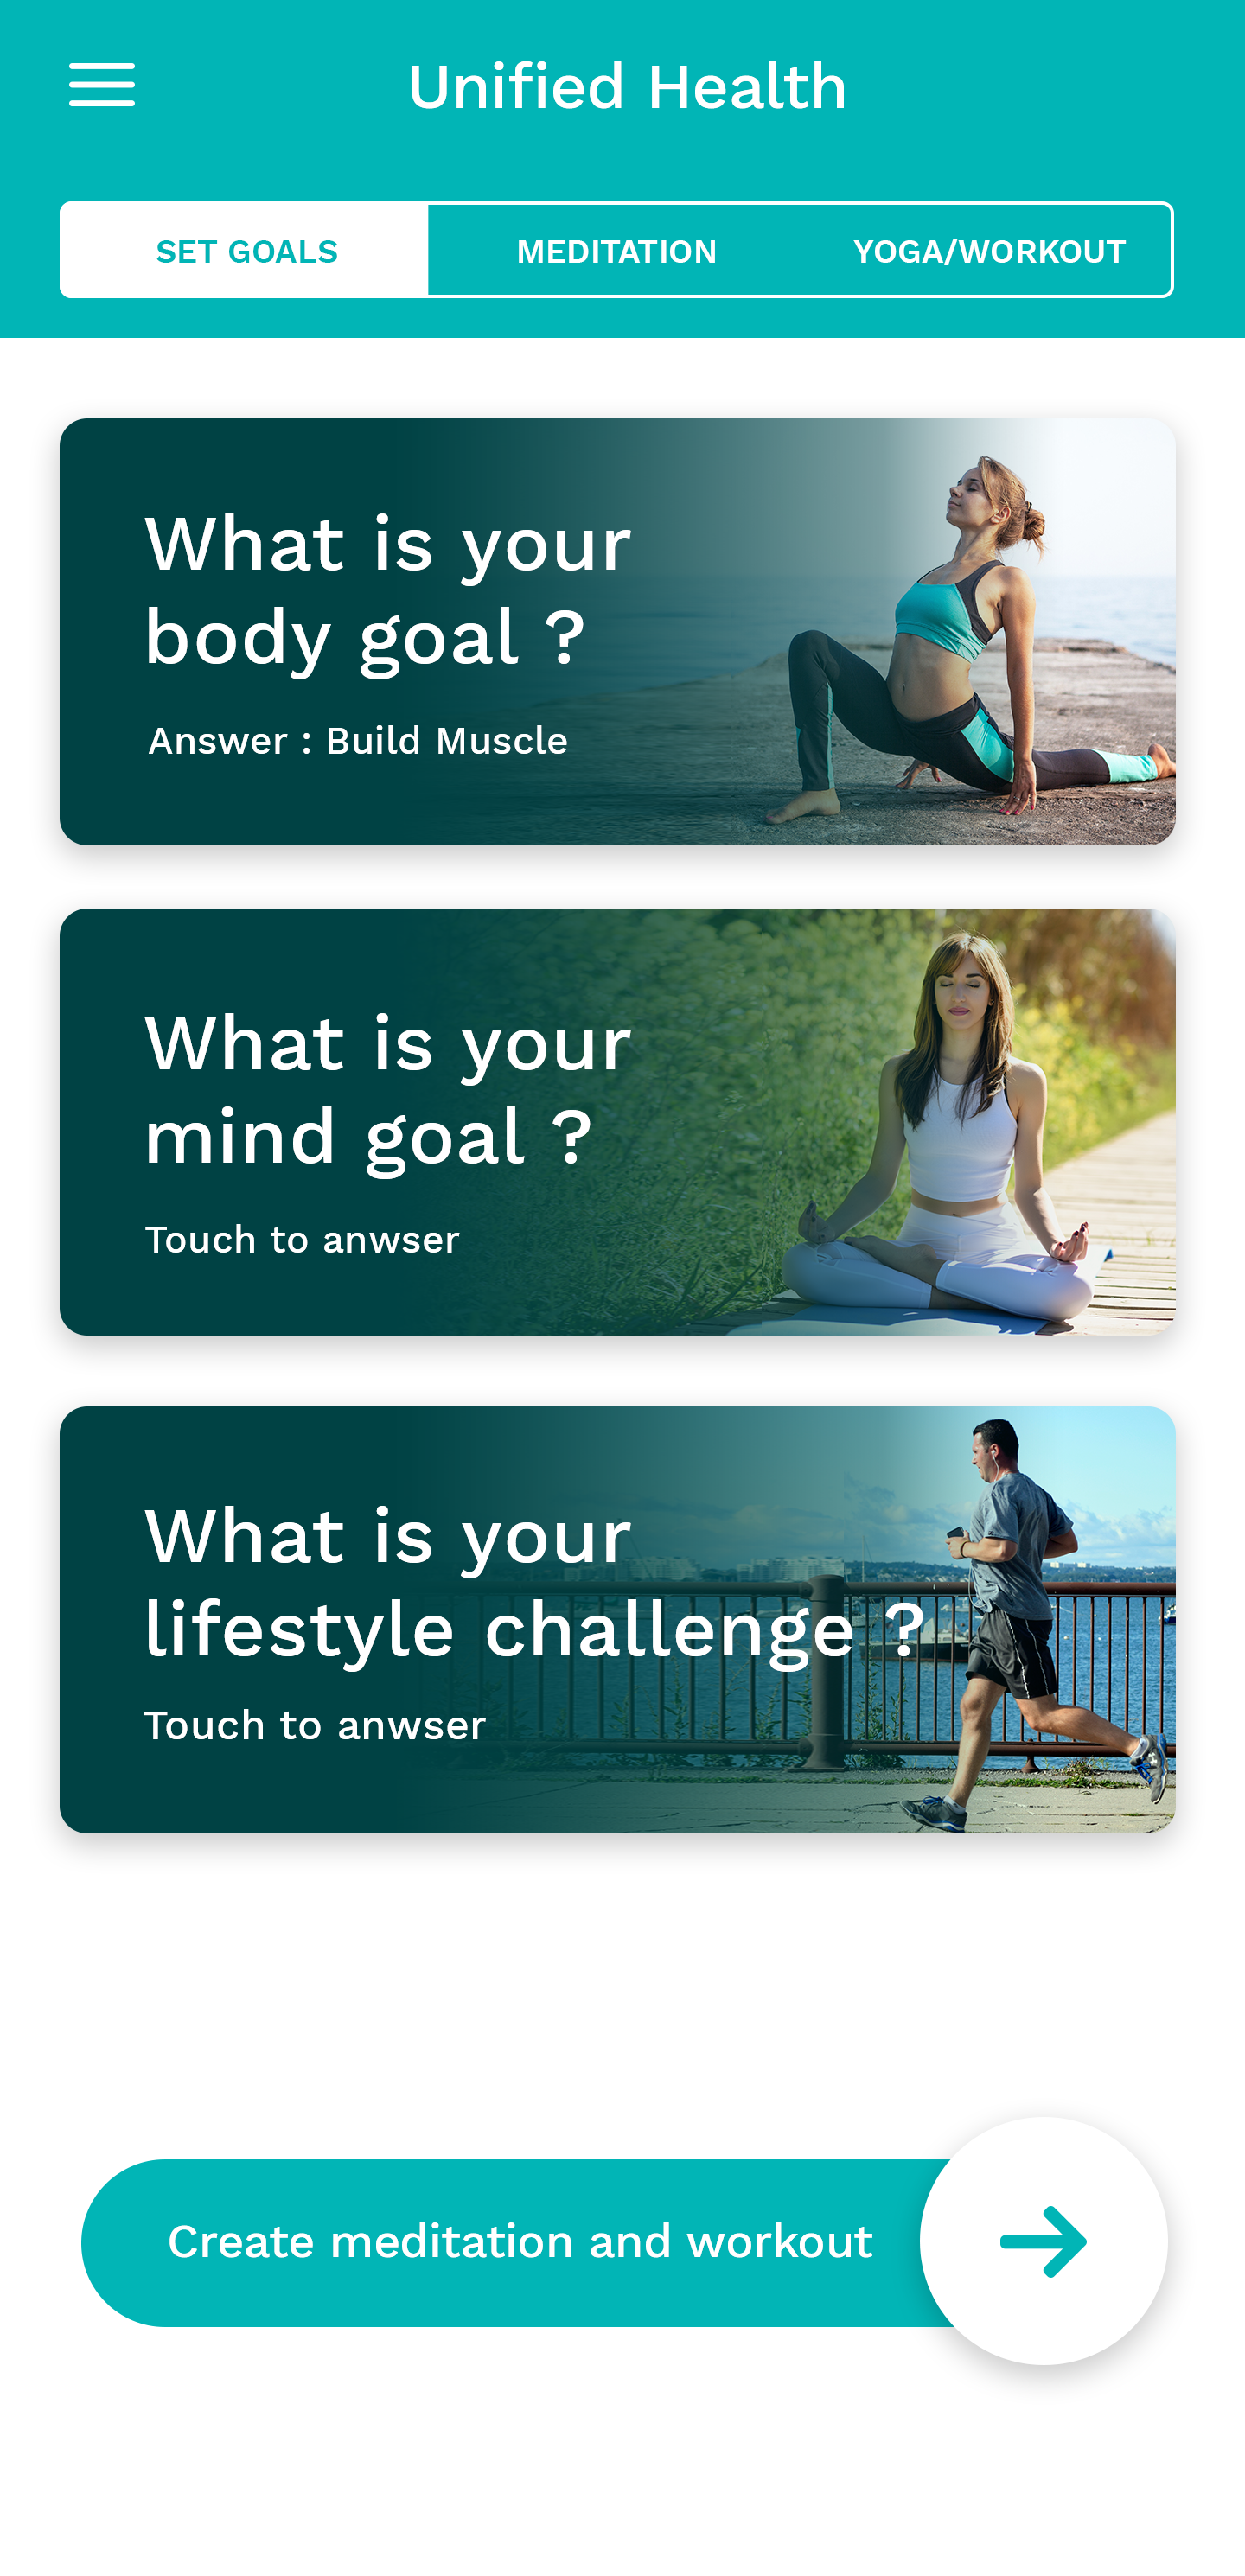 Unified Health
SET GOALS MEDITATION YOGA/WORKOUT
What is your
body goal ?
Answer : Build Muscle
What is your
mind goal ?
Touch to anwser
What is your
lifestyle challenge ?
Touch to anwser
Create meditation and workout